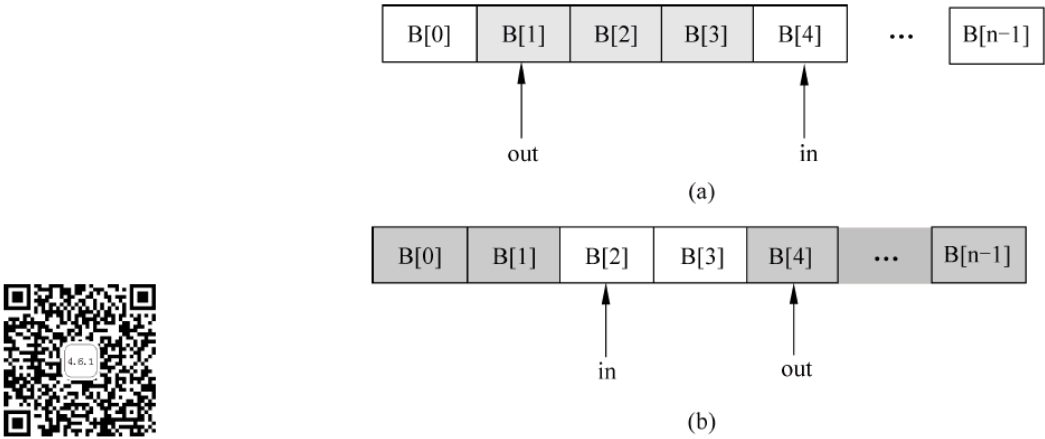 B[0] B[1] B[2] B[3] B[4] ... B[n−1]
out in
(a)
B[0] B[1] B[2] B[3] B[4] ... B[n−1]
in out
(b)
4.6.1